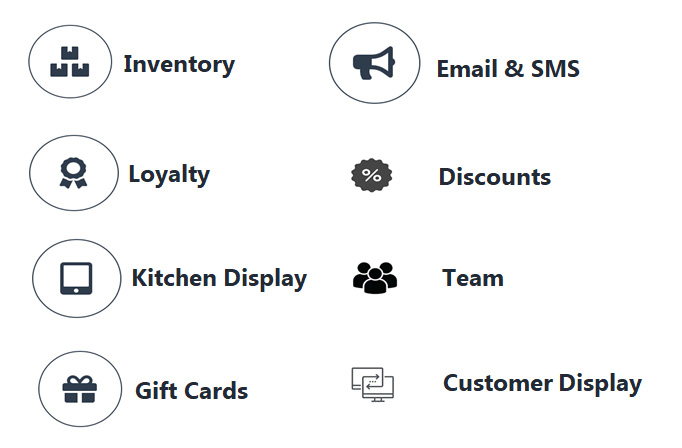 Inventory
Email & SMS
Loyalty
%
Discounts
Kitchen Display
Team
Gift Cards
Customer Display